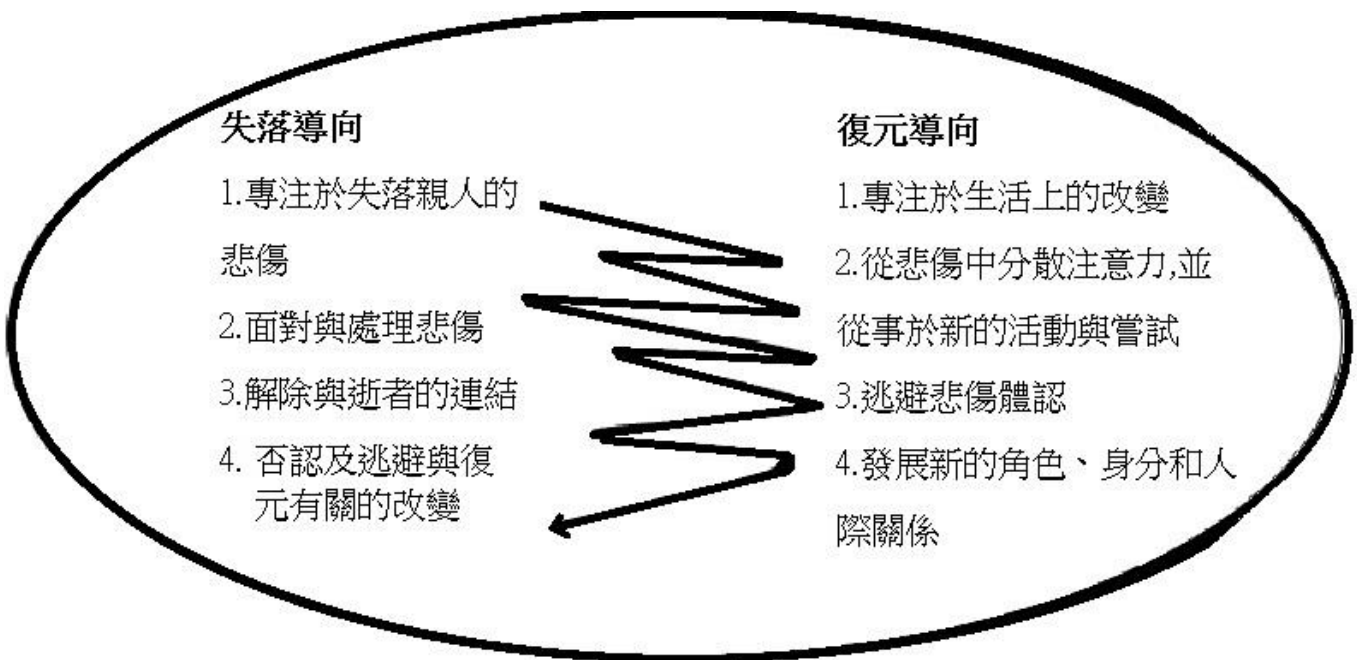 失落導向
1.專注於失落親人的
悲傷
2.面對與處理悲傷
3.解除與逝者的連結
4. 否認及逃避與復
元有關的改變
復元導向
1.專注於生活上的改變
2.從悲傷中分散注意力,並
從事於新的活動與嘗試
3.逃避悲傷體認
4.發展新的角色、身分和人
際關係